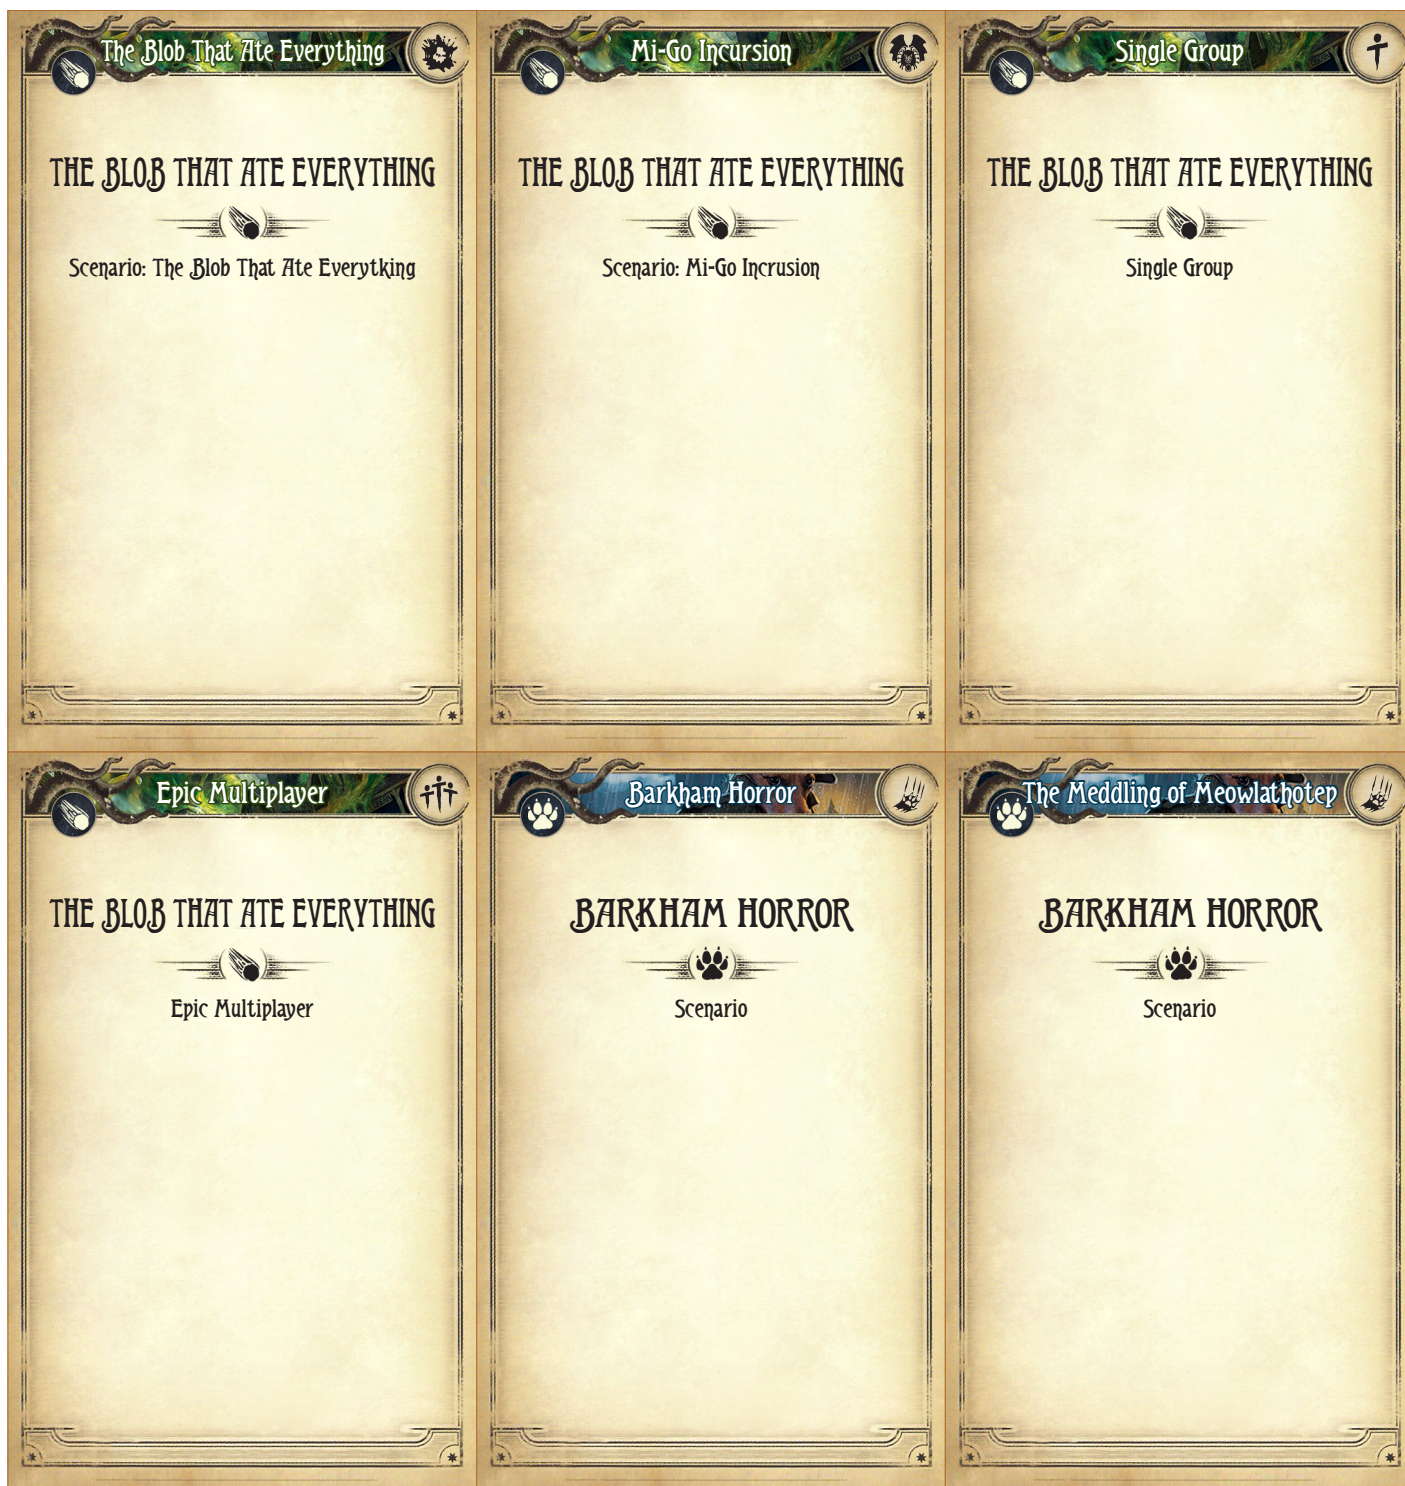 The Blob That Ate Everything
THE BLOB THAT ATE EVERYTHING
Scenario: The Blob That Ate Everytking
Mi-Go Incursion
THE BLOB THAT ATE EVERYTHING
Scenario: Mi-Go Incrusion
Single Group
THE BLOB THAT ATE EVERYTHING
Single Group
Epic Multiplayer
THE BLOB THAT ATE EVERYTHING
Epic Multiplayer
Barkham Horror
BARKHAM HORROR
Scenario
The Meddling of Meowlathotep
BARKHAM HORROR
Scenario